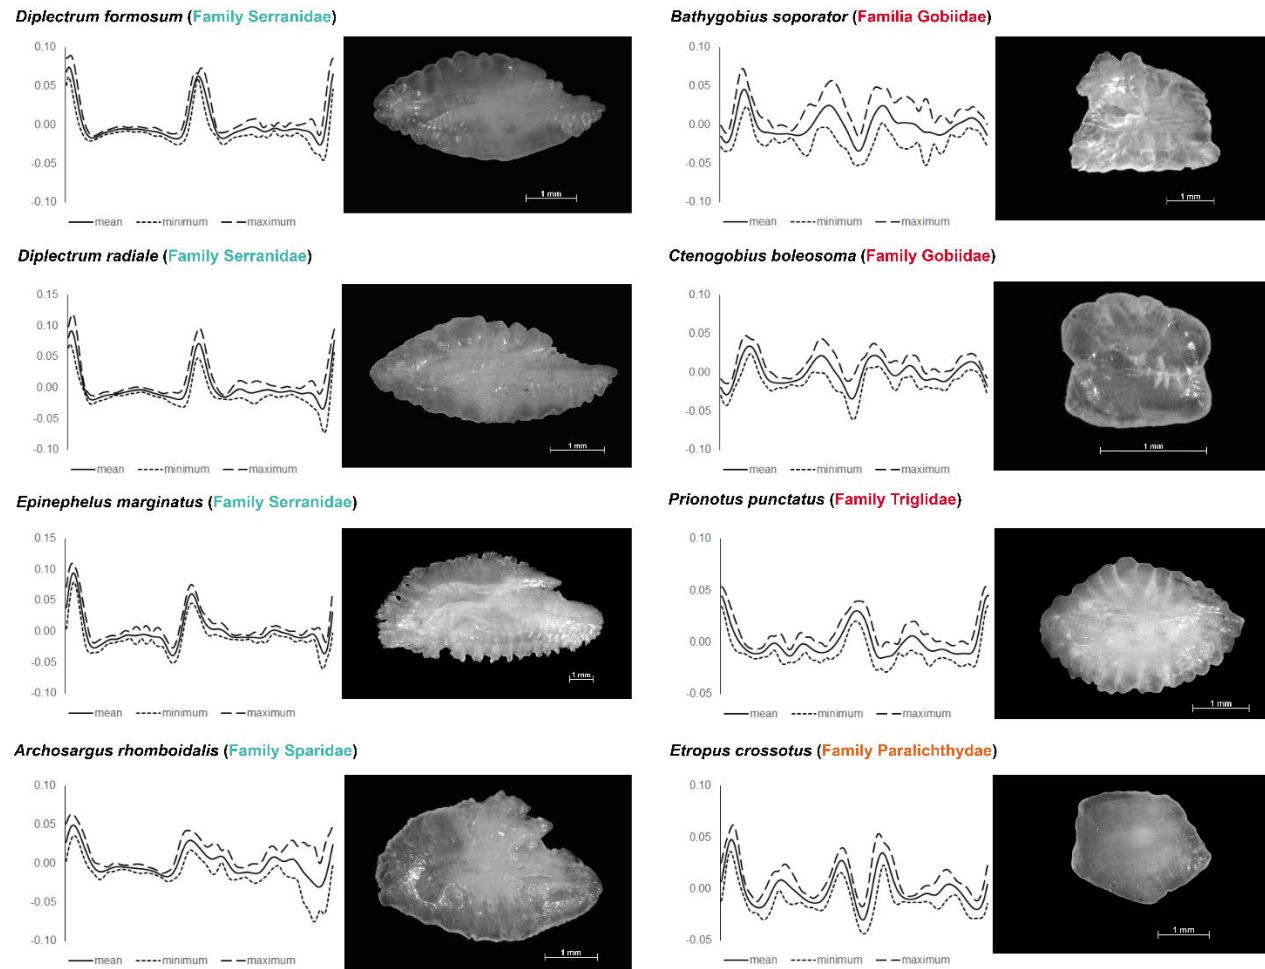 Diplectrum formosum (Family Serranidae)
0.10
0.05
0.00
-0.05
-0.10
mean minimum maximum
1 mm
Bathygobius soporator (Família Gobiidae)
0.10
0.05
0.00
-0.05
-0.10
mean minimum maximum
1 mm
Diplectrum radiale (Family Serranidae)
0.15
0.10
0.05
0.00
-0.05
-0.10
mean minimum maximum
1 mm
Ctenogobius boleosoma (Family Gobiidae)
0.10
0.05
0.00
-0.05
-0.10
mean minimum maximum
1 mm
Epinephelus marginatus (Family Serranidae)
0.15
0.10
0.05
0.00
-0.05
-0.10
mean minimum maximum
1 mm
Prionotus punctatus (Family Triglidae)
0.10
0.05
0.00
-0.05
mean minimum maximum
1 mm
Archosargus rhomboidalis (Family Sparidae)
0.10
0.05
0.00
-0.05
-0.10
mean minimum maximum
1 mm
Etropus crossotus (Family Paralichthydae)
0.10
0.05
0.00
-0.05
mean minimum maximum
1 mm